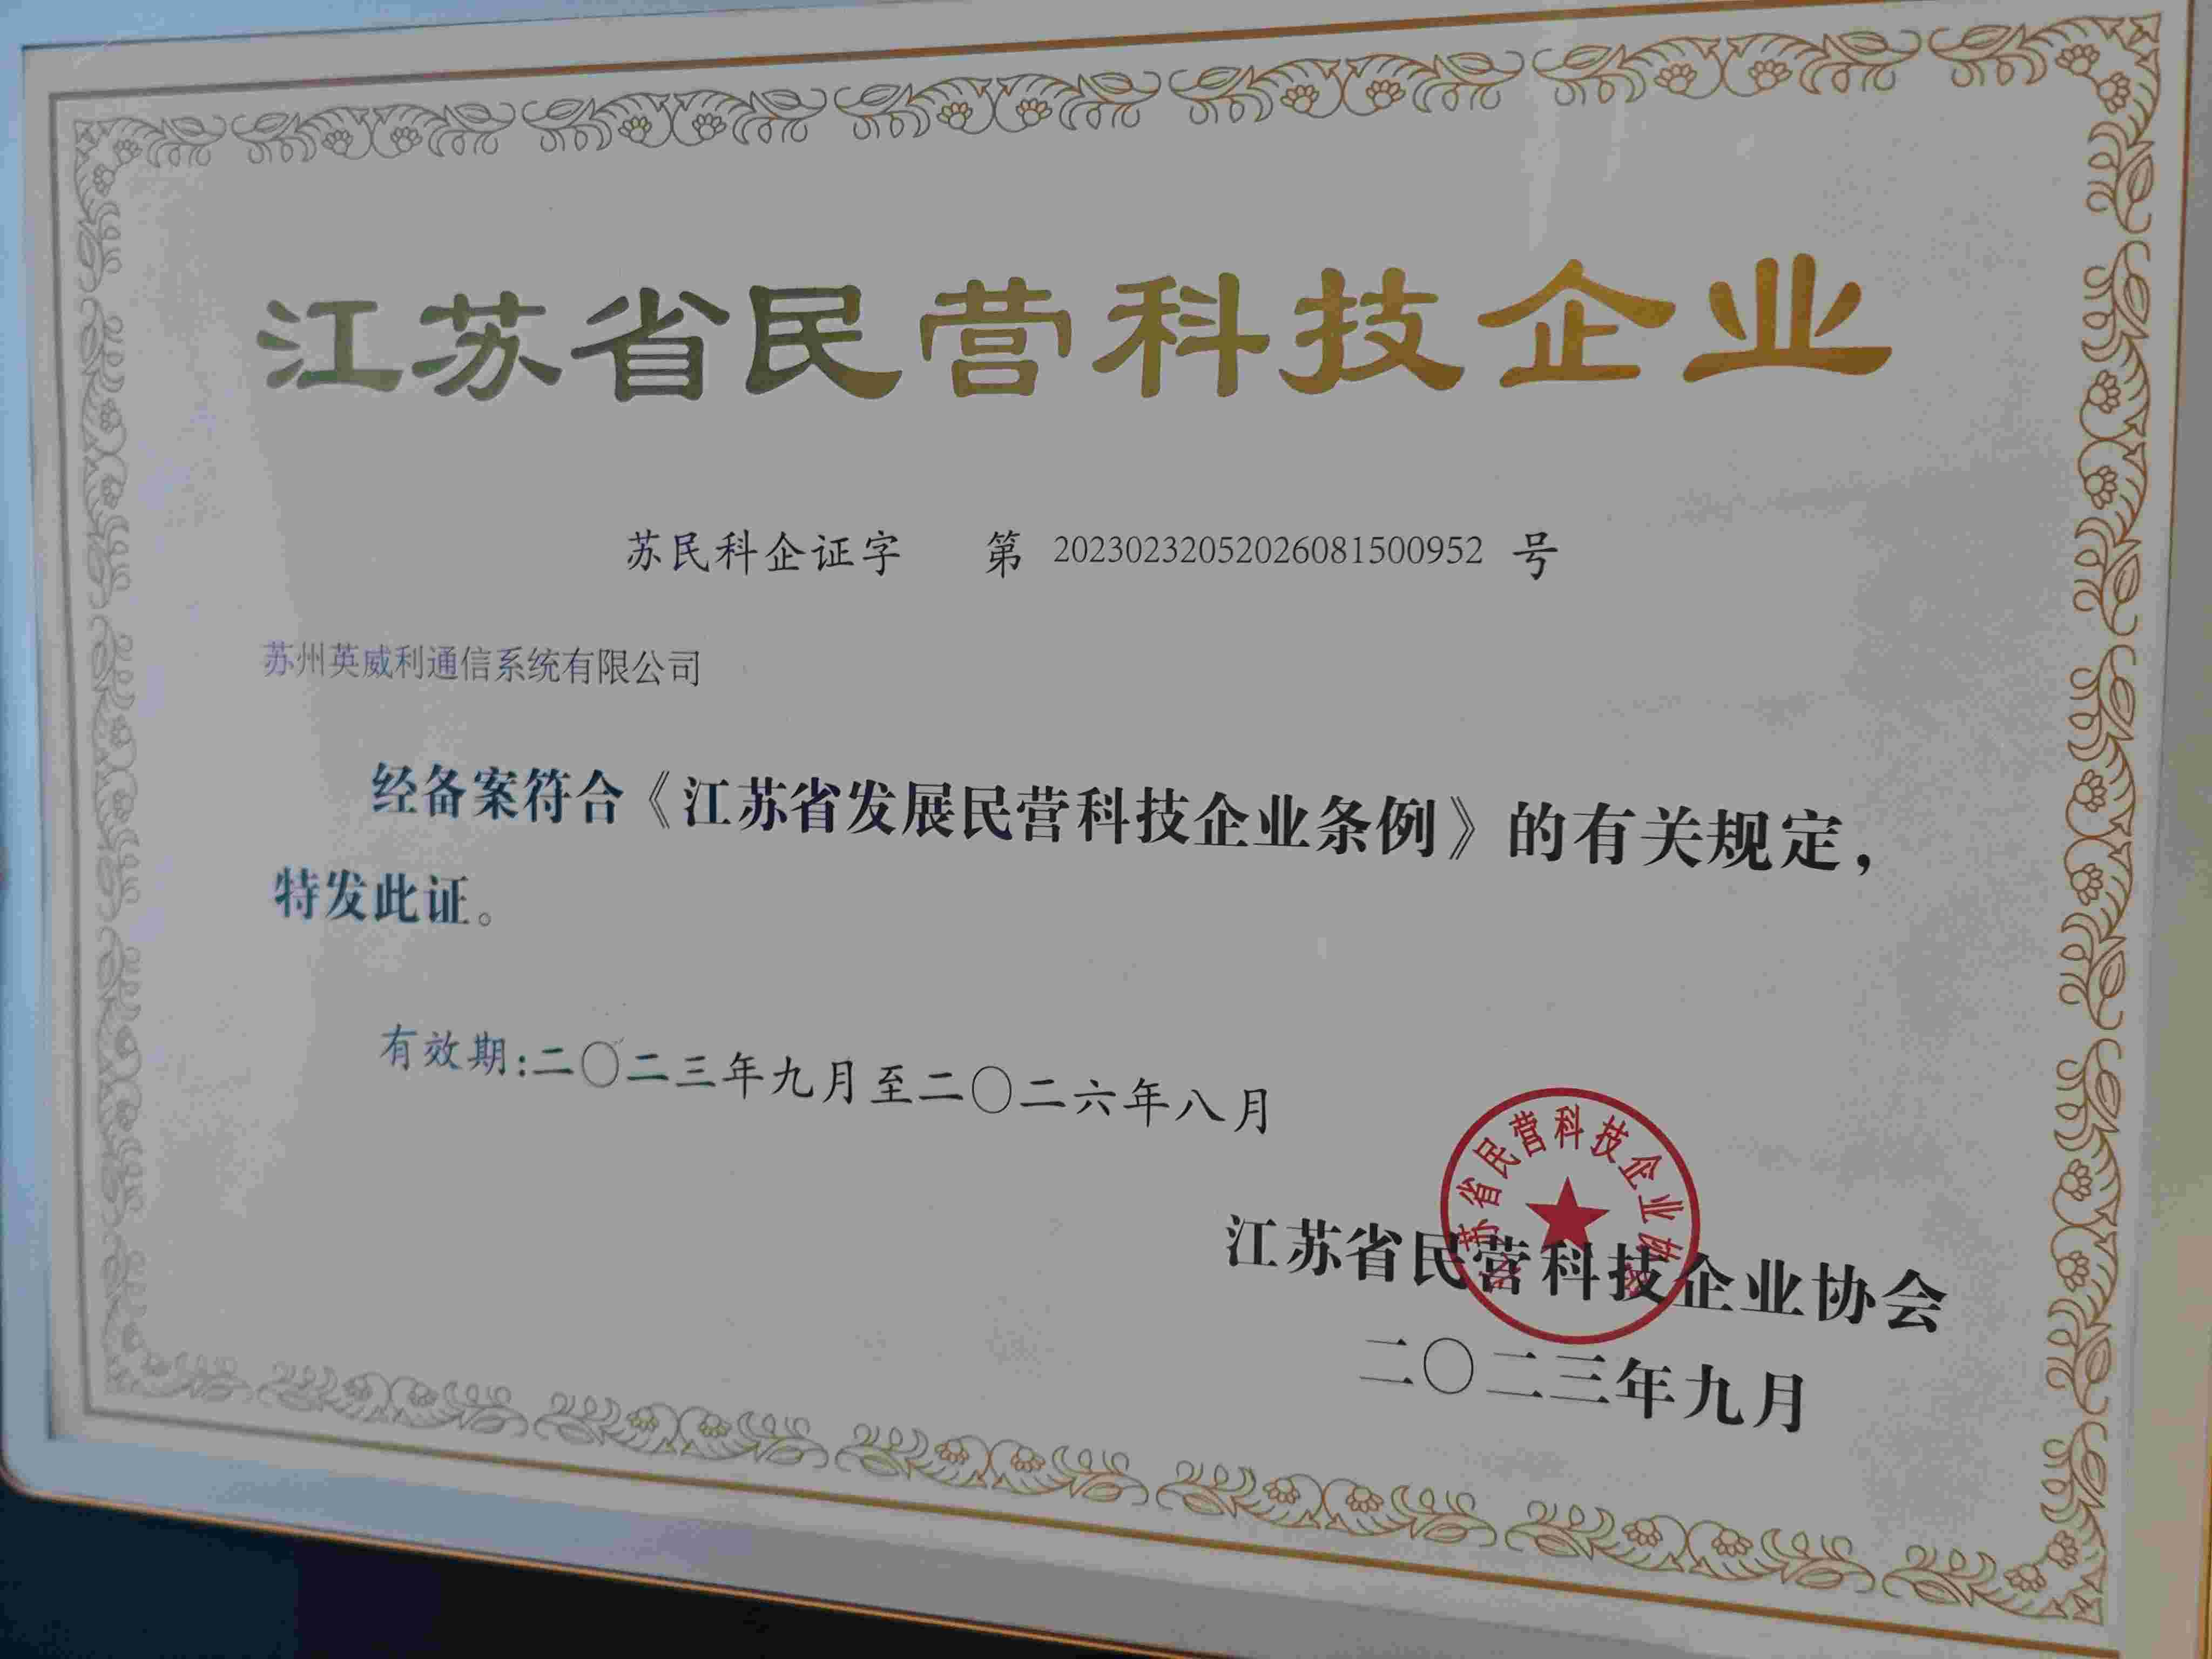 江苏省民营科技企业
苏民科企证字 第 20230232052026081500952 号
苏州英威利通信系统有限公司
经备案符合《江苏省发展民营科技企业条例》的有关规定，
特发此证。
有效期:二〇二三年九月至二〇二六年八月
苏省民营科技企业协
江苏省民营科技企业协会
二〇二三年九月